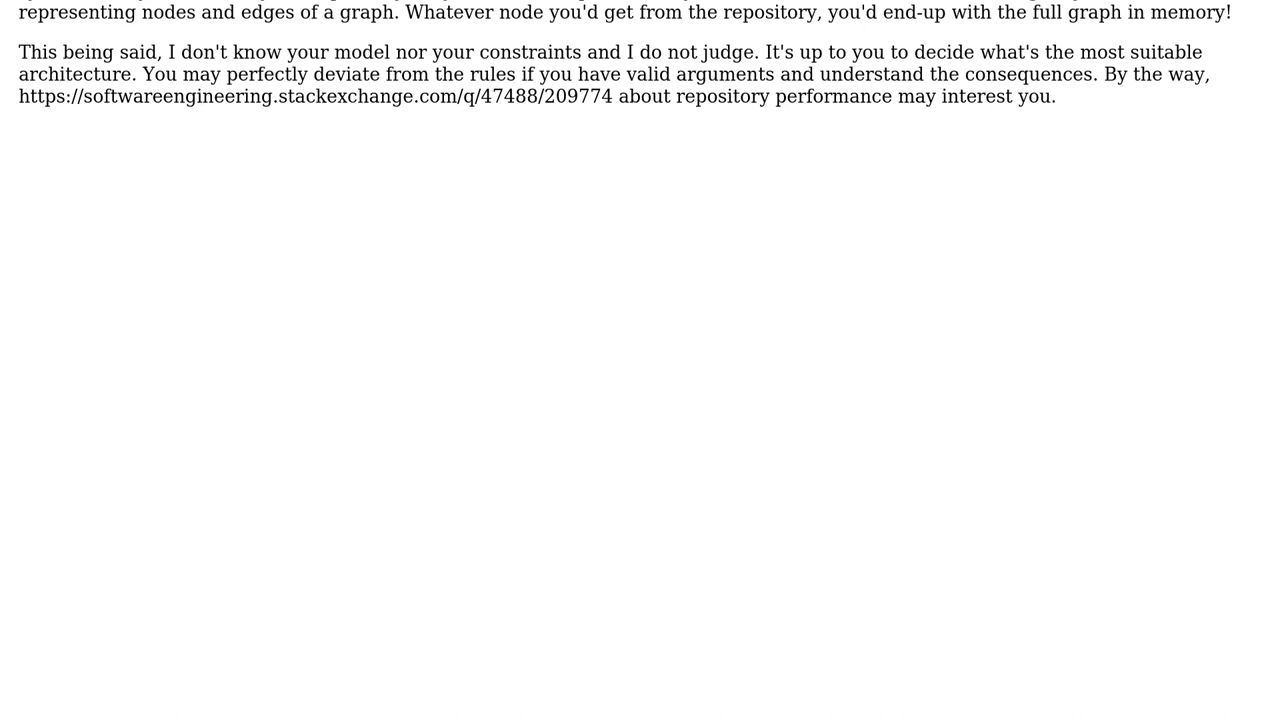 representing nodes and edges of a graph. Whatever node you'd get from the repository, you'd end-up with the full graph in memory!
This being said, I don't know your model nor your constraints and I do not judge. It's up to you to decide what's the most suitable
architecture. You may perfectly deviate from the rules if you have valid arguments and understand the consequences. By the way,
https://softwareengineering.stackexchange.com/q/47488/209774 about repository performance may interest you.